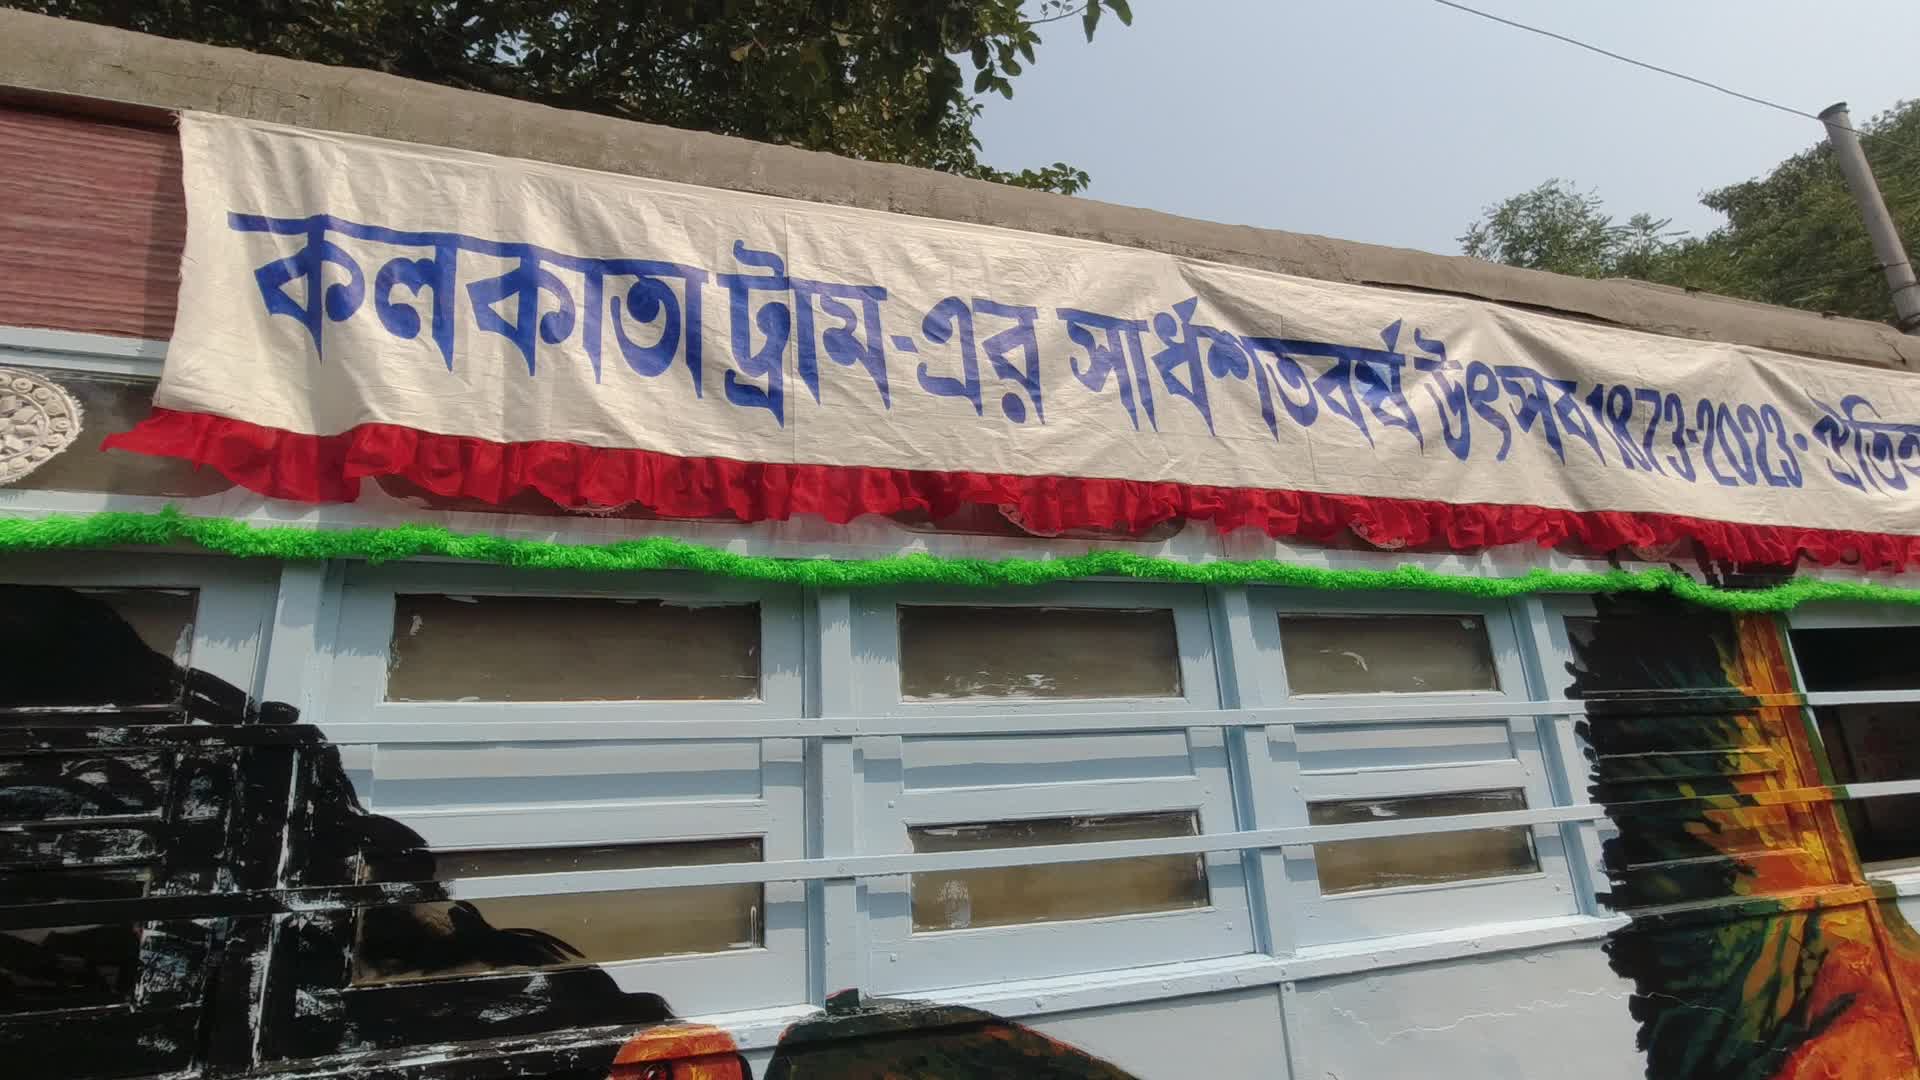 কলকাতা ট্রাম-এর সার্ধশতবর্ষ উৎসব 1873-2023-